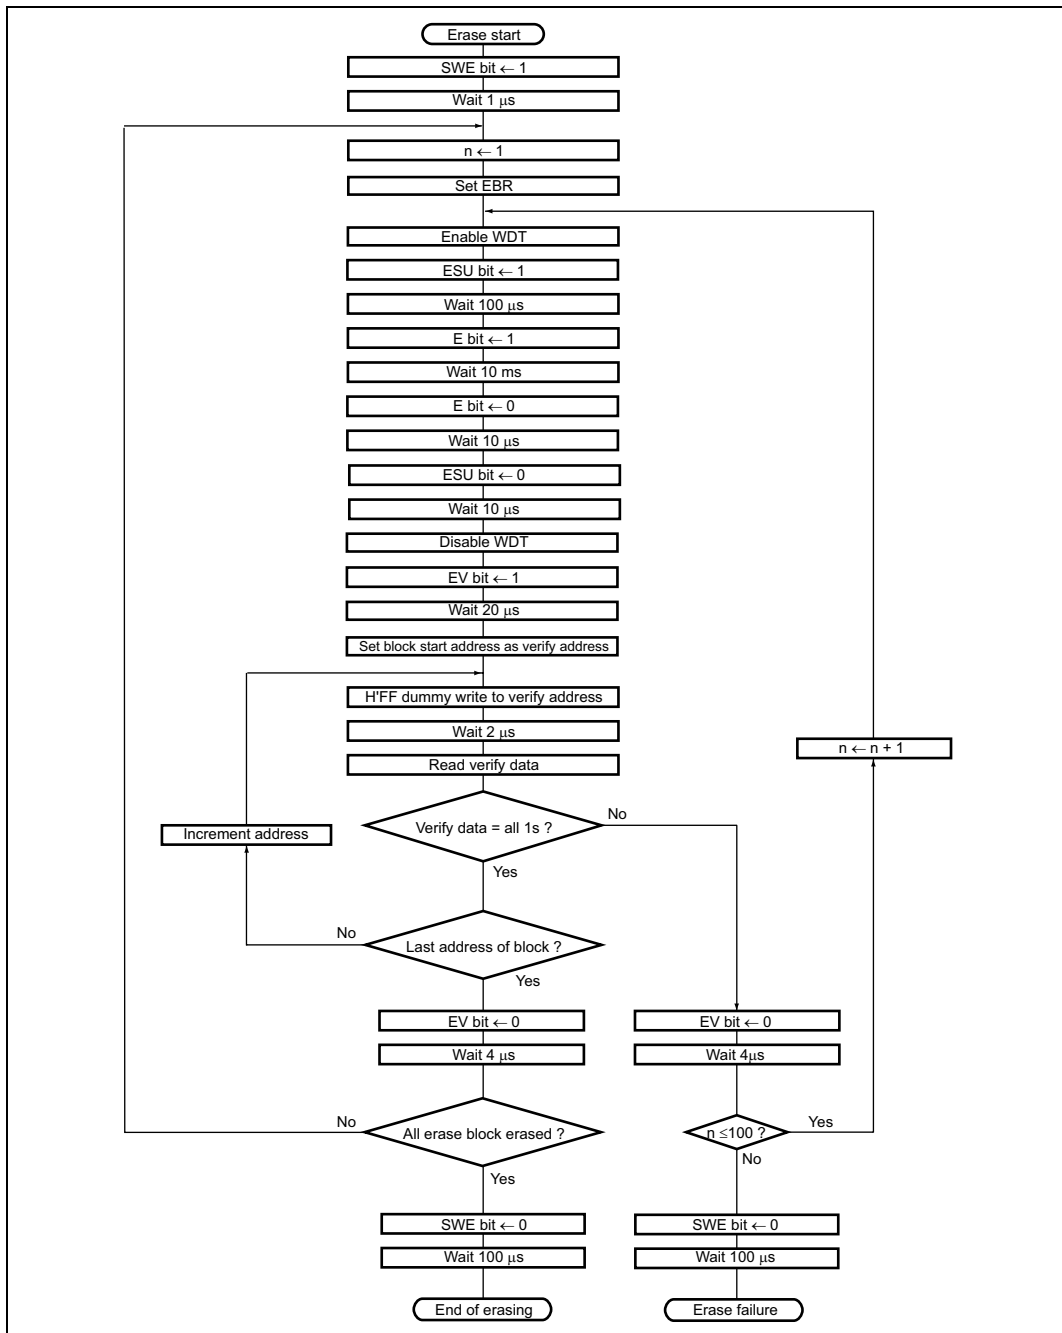 Erase start
SWE bit ← 1
Wait 1 μs
n ← 1
Set EBR
Enable WDT
ESU bit ← 1
Wait 100 μs
E bit ← 1
Wait 10 ms
E bit ← 0
Wait 10 μs
ESU bit ← 0
Wait 10 μs
Disable WDT
EV bit ← 1
Wait 20 μs
Set block start address as verify address
H'FF dummy write to verify address
Wait 2 μs
n ← n + 1
Read verify data
No
Verify data = all 1s ?
Increment address
Yes
No
Last address of block ?
Yes
EV bit ← 0
EV bit ← 0
Wait 4 μs
Wait 4μs
No
All erase block erased ?
n ≤100 ?
Yes
No
Yes
SWE bit ← 0
SWE bit ← 0
Wait 100 μs
Wait 100 μs
End of erasing
Erase failure